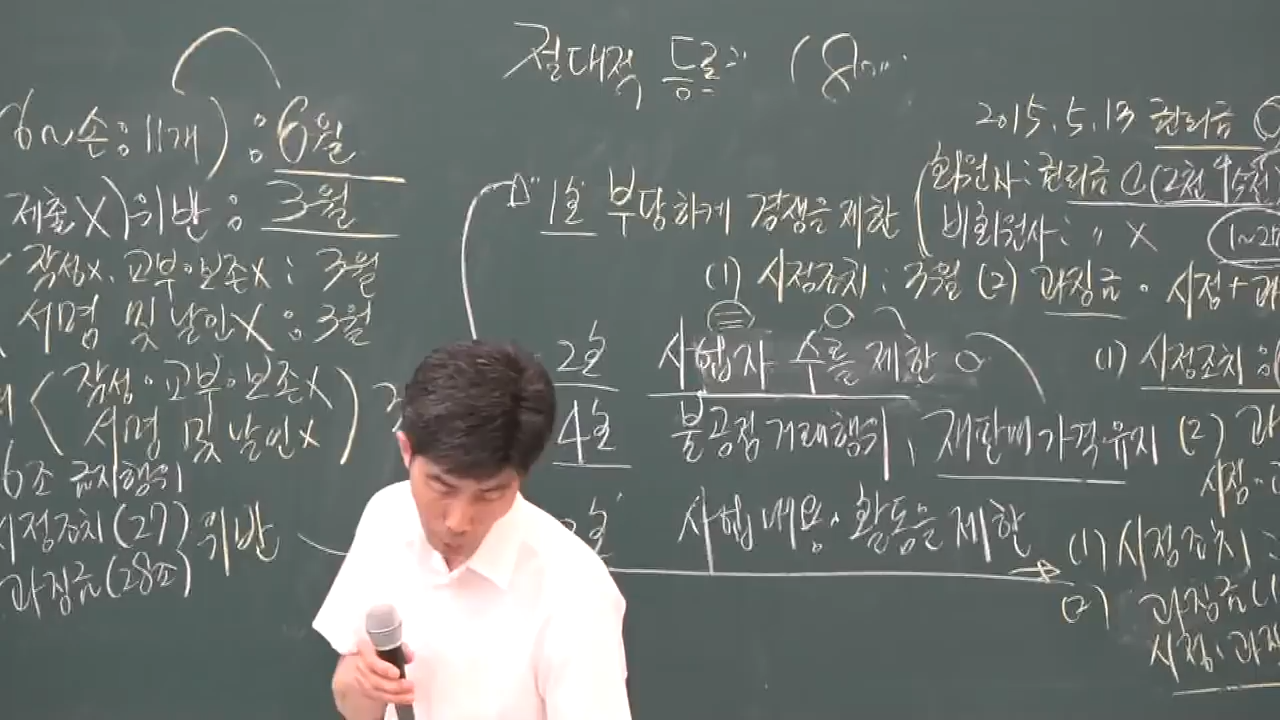 절대적 등록
6~손:11개) : 6월
제출X) 위반 : 3월
작성X. 교부·보존X : 3월
서명 및 날인X : 3월
작성·교부·보존X
서명 및 날인X
6조 금지행위
시정조치(27) 위반
과징금(28조)
1호 부당하게 경쟁을 제한
(1) 시정조치 : 3월 (2) 과징금 · 시정+과
2호 사업자 수를 제한
4호 불공정거래행위, 재판매가격유지
사업내용·활동을 제한
2015.5.13 권리금
회원사 : 권리금 (2천 5천
비회원사 : 〃 X
(1) 시정조치 :
(2) 과
시정·
(1) 시정조치 :
(2) 과징금(
시정·과징